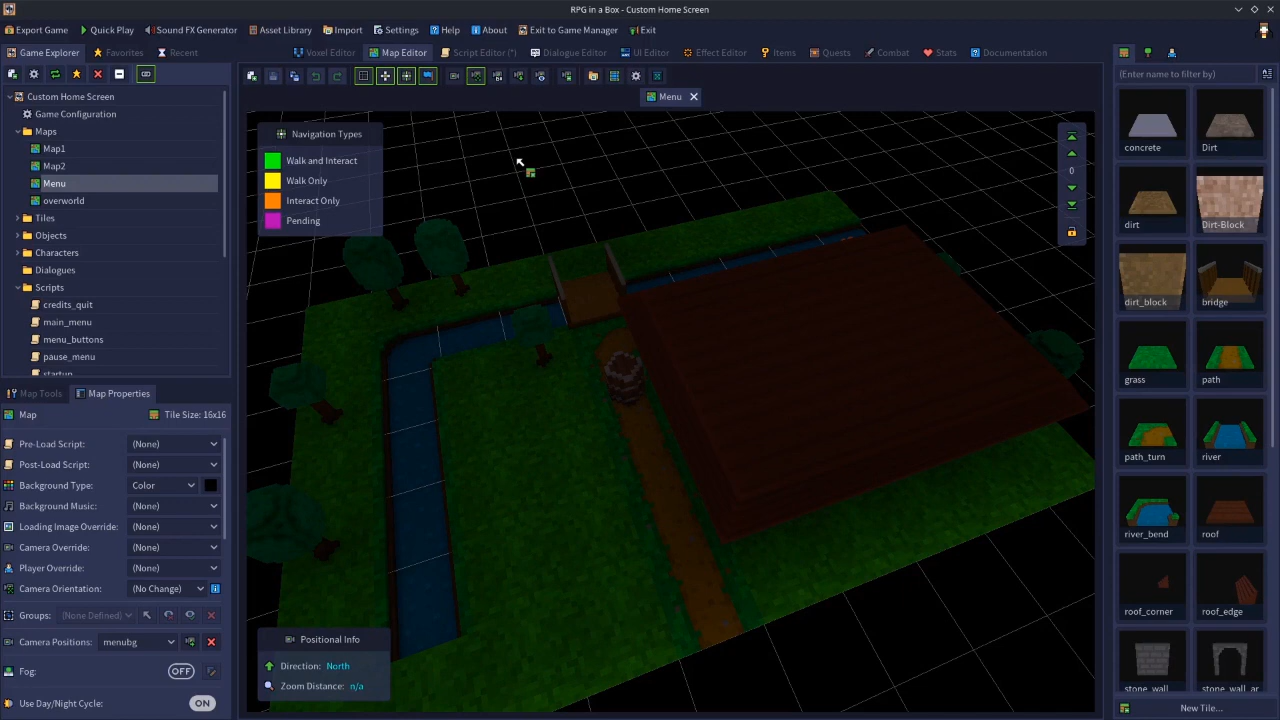 RPG in a Box - Custom Home Screen
Export Game Quick Play Sound FX Generator Asset Library Import Settings Help About Exit to Game Manager Exit
Game Explorer Favorites Recent Voxel Editor Map Editor Script Editor (*) Dialogue Editor UI Editor Effect Editor Items Quests Combat Stats Documentation
(Enter name to filter by)
Menu
Custom Home Screen
Game Configuration
Maps
Map1
Map2
Menu
overworld
Tiles
Objects
Characters
Dialogues
Scripts
credits_quit
main_menu
menu_buttons
pause_menu
startup
Map Tools Map Properties
Map Tile Size: 16x16
Pre-Load Script: (None)
Post-Load Script: (None)
Background Type: Color
Background Music: (None)
Loading Image Override: (None)
Camera Override: (None)
Player Override: (None)
Camera Orientation: (No Change)
Groups: (None Defined)
Camera Positions: menubg
Fog: OFF
Use Day/Night Cycle: ON
Navigation Types
Walk and Interact
Walk Only
Interact Only
Pending
0
Positional Info
Direction: North
Zoom Distance: n/a
concrete Dirt
dirt Dirt-Block
dirt_block bridge
grass path
path_turn river
river_bend roof
roof_corner roof_edge
stone_wall stone_wall_ar
New Tile...